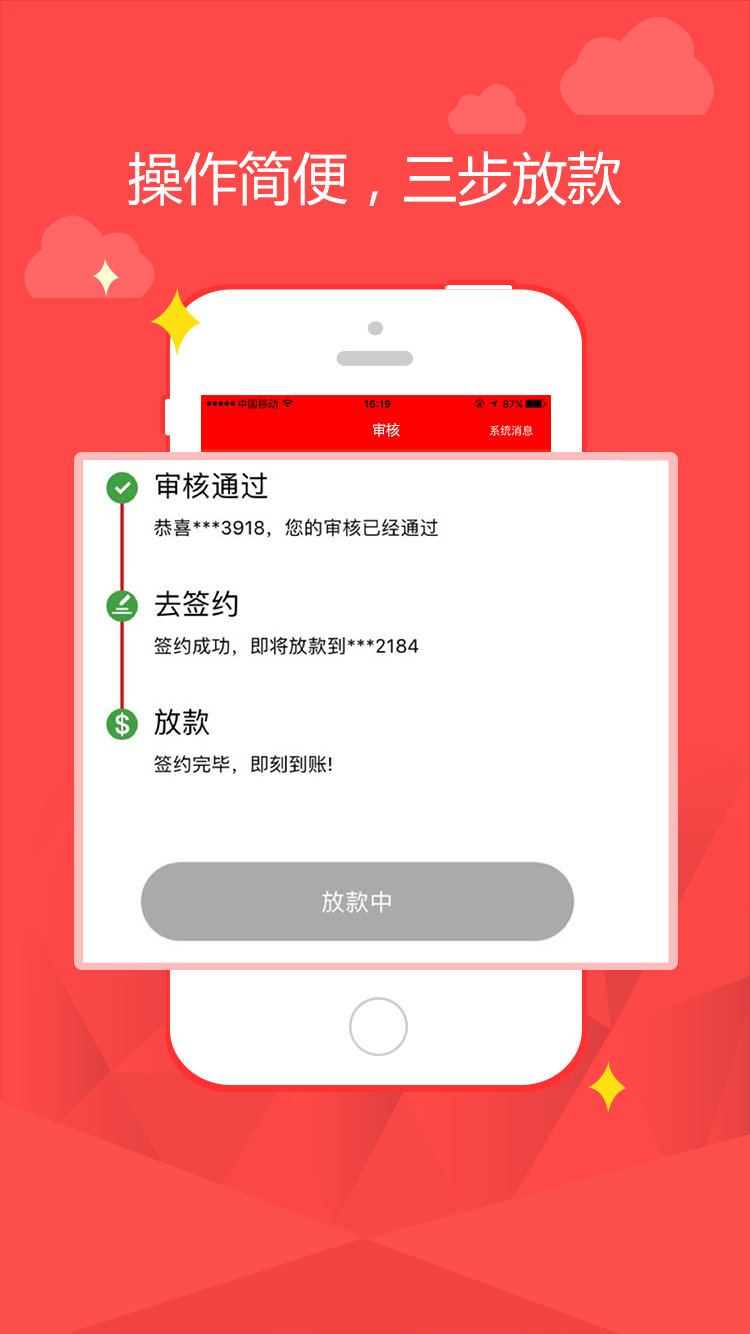 操作简便，三步放款
中国移动 16:19 87%
审核 系统消息
审核通过
恭喜***3918，您的审核已经通过
去签约
签约成功，即将放款到***2184
放款
签约完毕，即刻到账!
放款中